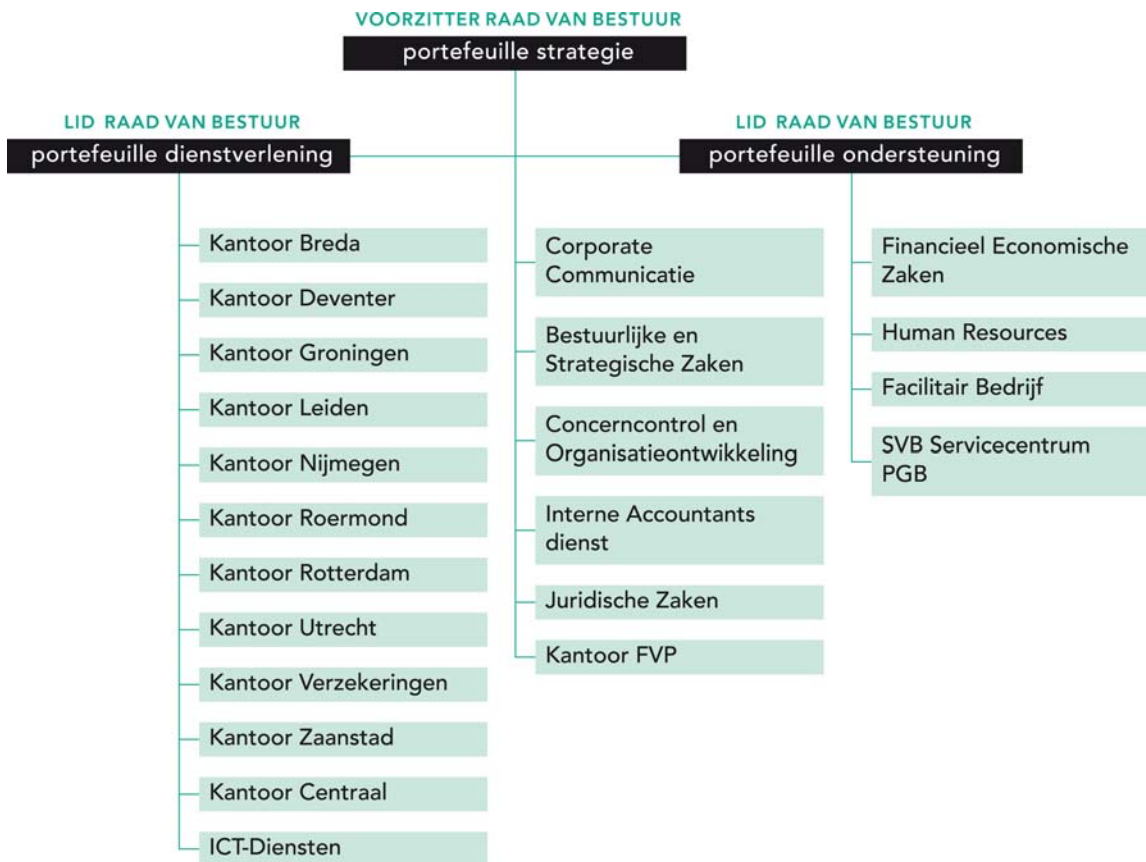 VOORZITTER RAAD VAN BESTUUR
portefeuille strategie
LID RAAD VAN BESTUUR
portefeuille dienstverlening
LID RAAD VAN BESTUUR
portefeuille ondersteuning
Kantoor Breda
Kantoor Deventer
Kantoor Groningen
Kantoor Leiden
Kantoor Nijmegen
Kantoor Roermond
Kantoor Rotterdam
Kantoor Utrecht
Kantoor Verzekeringen
Kantoor Zaanstad
Kantoor Centraal
ICT-Diensten
Corporate
Communicatie
Bestuurlijke en
Strategische Zaken
Concerncontrol en
Organisatieontwikkeling
Interne Accountants
dienst
Juridische Zaken
Kantoor FVP
Financieel Economische
Zaken
Human Resources
Facilitair Bedrijf
SVB Servicecentrum
PGB